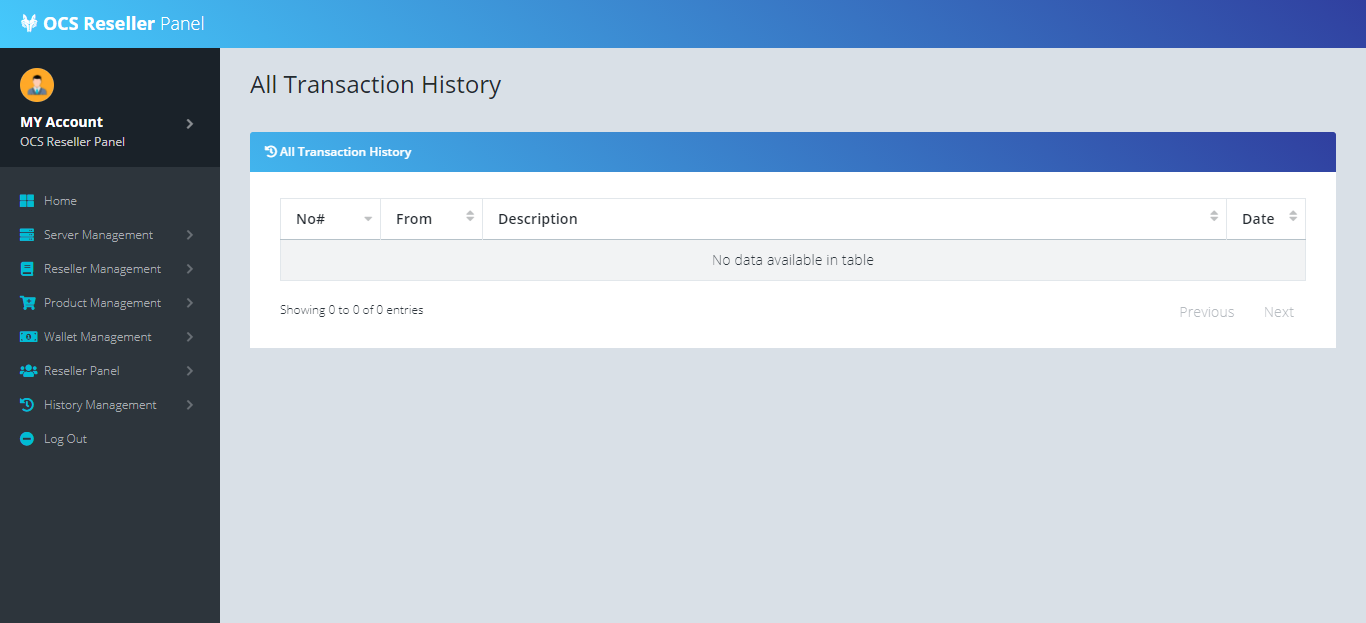 OCS Reseller Panel
MY Account
OCS Reseller Panel
Home
Server Management
Reseller Management
Product Management
Wallet Management
Reseller Panel
History Management
Log Out
All Transaction History
All Transaction History
No# From Description Date
No data available in table
Showing 0 to 0 of 0 entries
Previous Next